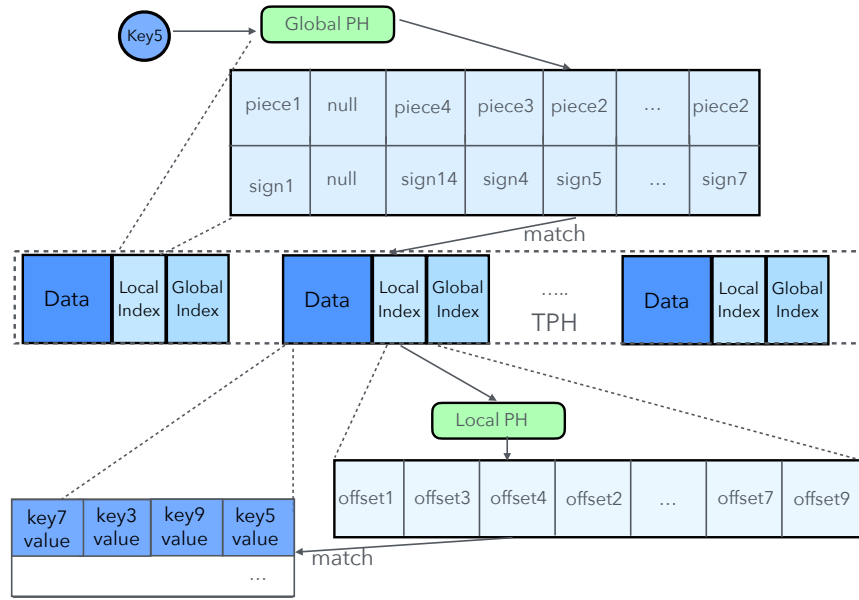 Key5
Global PH
piece1 null piece4 piece3 piece2 ... piece2
sign1 null sign14 sign4 sign5 ... sign7
match
Data Local Index Global Index
Data Local Index Global Index
.....
TPH
Data Local Index Global Index
Local PH
offset1 offset3 offset4 offset2 ... offset7 offset9
key7 value key3 value key9 value key5 value
...
match